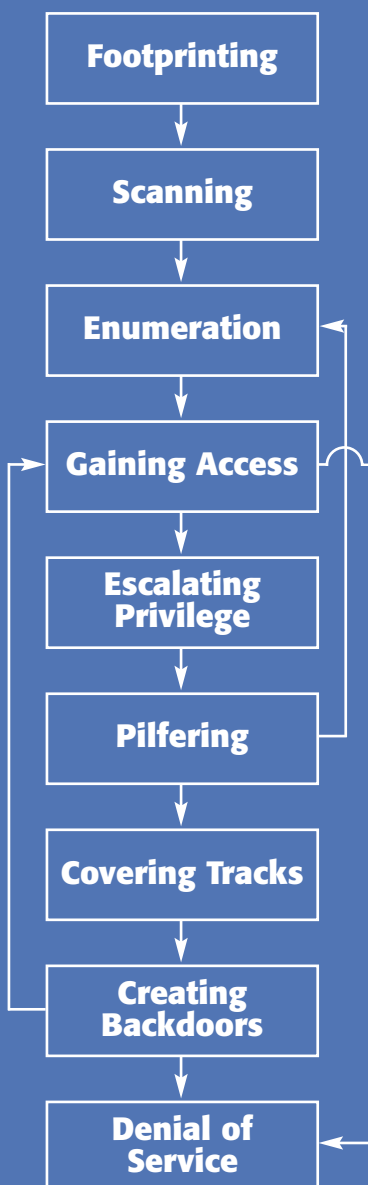 Footprinting
Scanning
Enumeration
Gaining Access
Escalating
Privilege
Pilfering
Covering Tracks
Creating
Backdoors
Denial of
Service